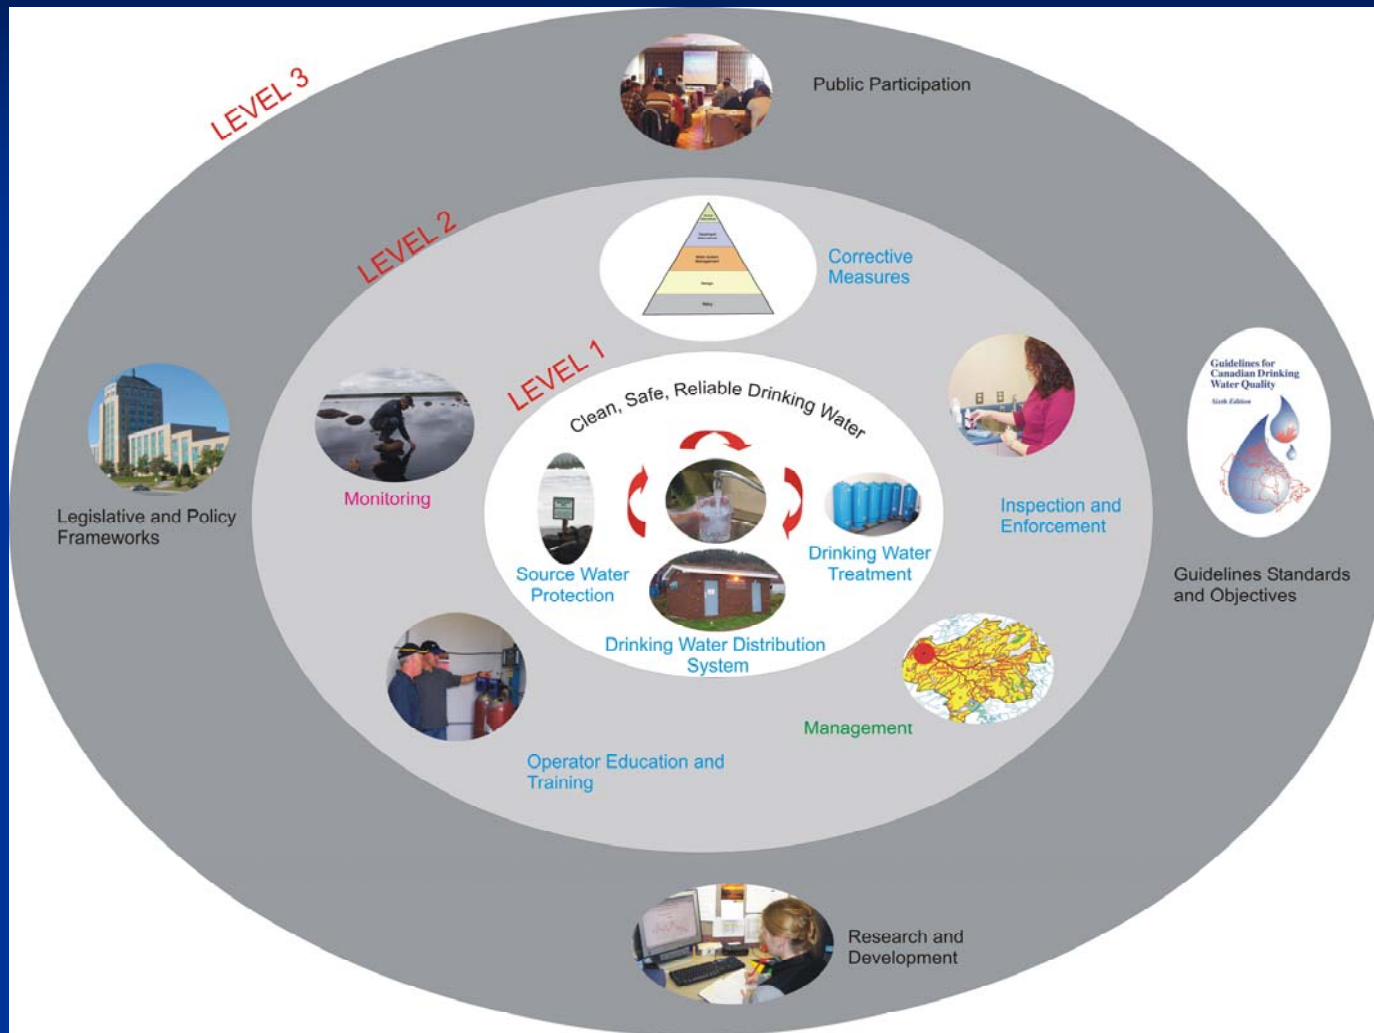 LEVEL 3
Public Participation
LEVEL 2
Corrective
Measures
Policy
LEVEL 1
Clean, Safe, Reliable Drinking Water
Guidelines for
Canadian Drinking
Water Quality
Sixth Edition
Monitoring
Legislative and Policy
Frameworks
Inspection and
Enforcement
Source Water
Protection
Drinking Water
Treatment
Guidelines Standards
and Objectives
Drinking Water Distribution
System
Management
Operator Education and
Training
Research and
Development